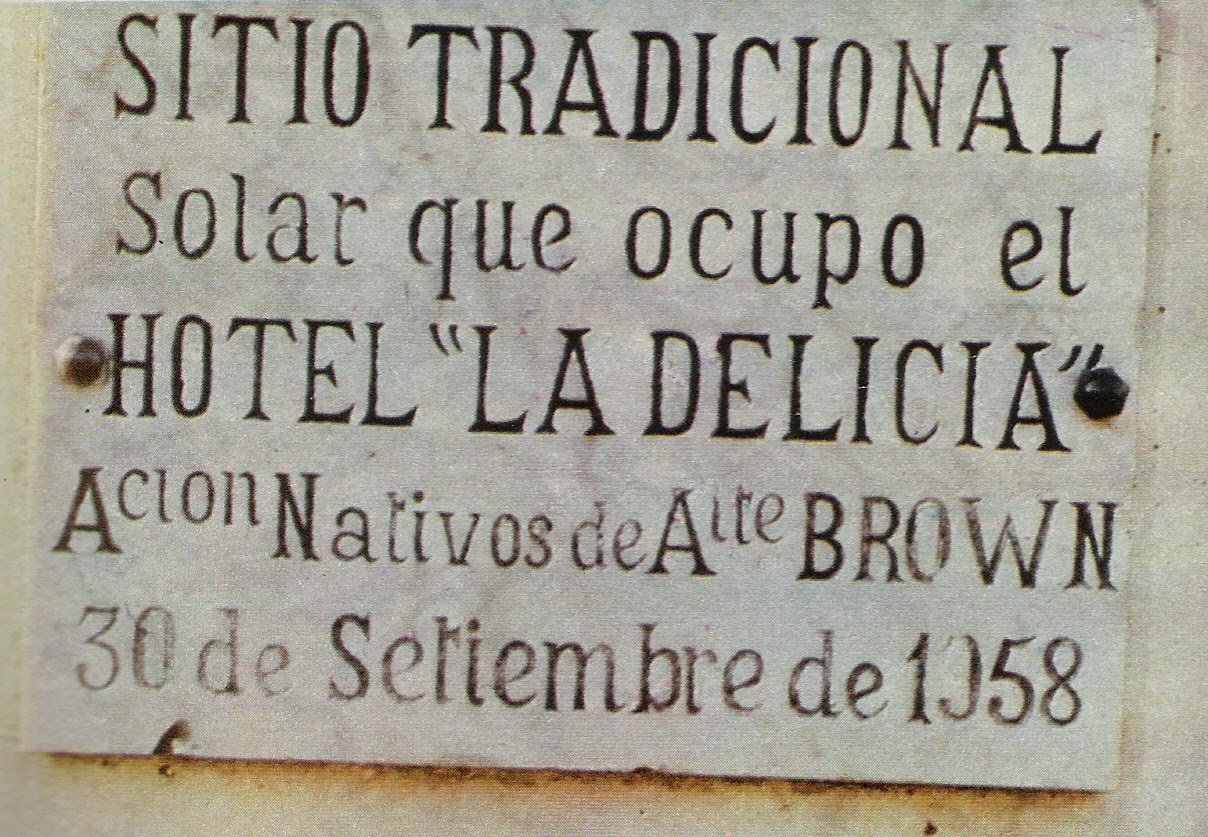 SITIO TRADICIONAL
Solar que ocupo el
HOTEL "LA DELICIA"
Acion Nativos de Alte BROWN
30 de Setiembre de 1958